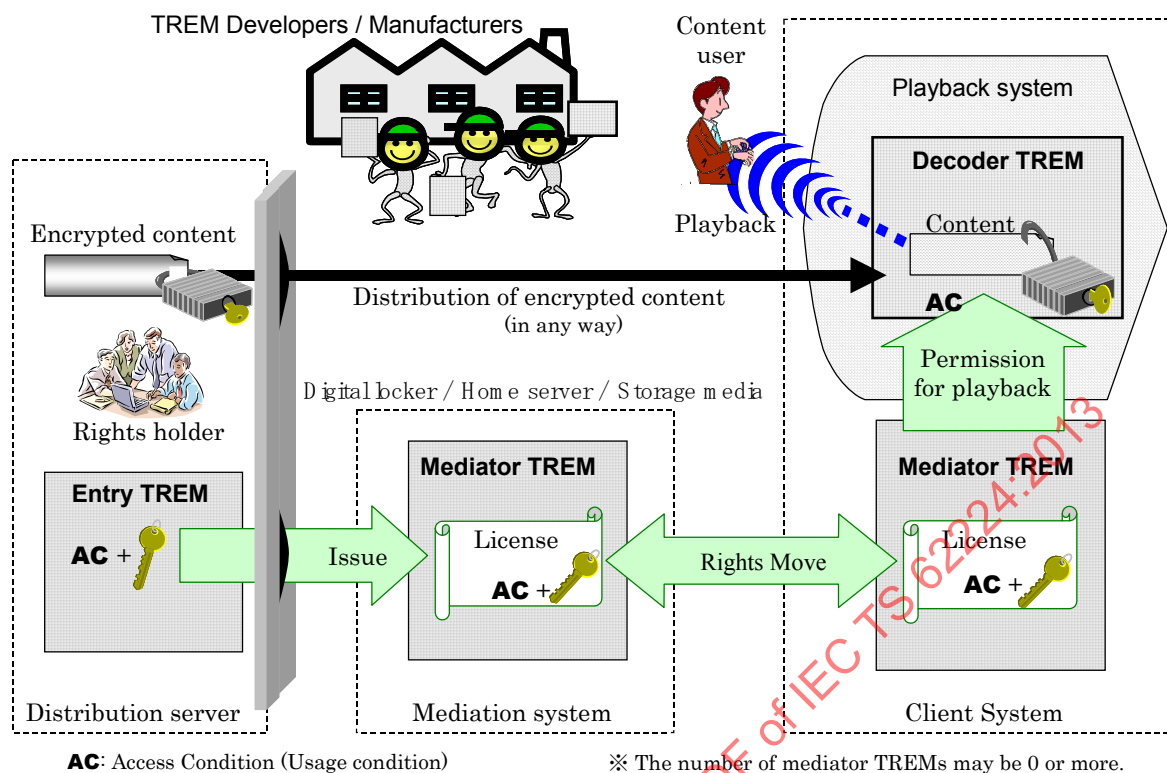 TREM Developers / Manufacturers
Content
user
Playback system
Decoder TREM
Encrypted content
Playback
Content
Distribution of encrypted content
(in any way)
AC
Permission
for playback
Digital locker / Home server / Storage media
Rights holder
Entry TREM
AC +
Issue
Mediator TREM
License
AC +
Rights Move
Mediator TREM
License
AC +
Distribution server
Mediation system
Client System
AC: Access Condition (Usage condition)
※ The number of mediator TREMs may be 0 or more.
PDF of IEC TS 62224:2013